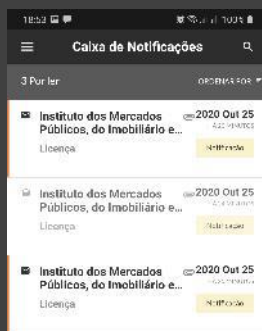 18:53 100%
Caixa de Notificações
3 Por ler ORDENAR POR
Instituto dos Mercados Públicos, do Imobiliário e...
2020 Out 25
Licença
Notificação
Instituto dos Mercados Públicos, do Imobiliário e...
2020 Out 25
Licença
Notificação
Instituto dos Mercados Públicos, do Imobiliário e...
2020 Out 25
Licença
Notificação